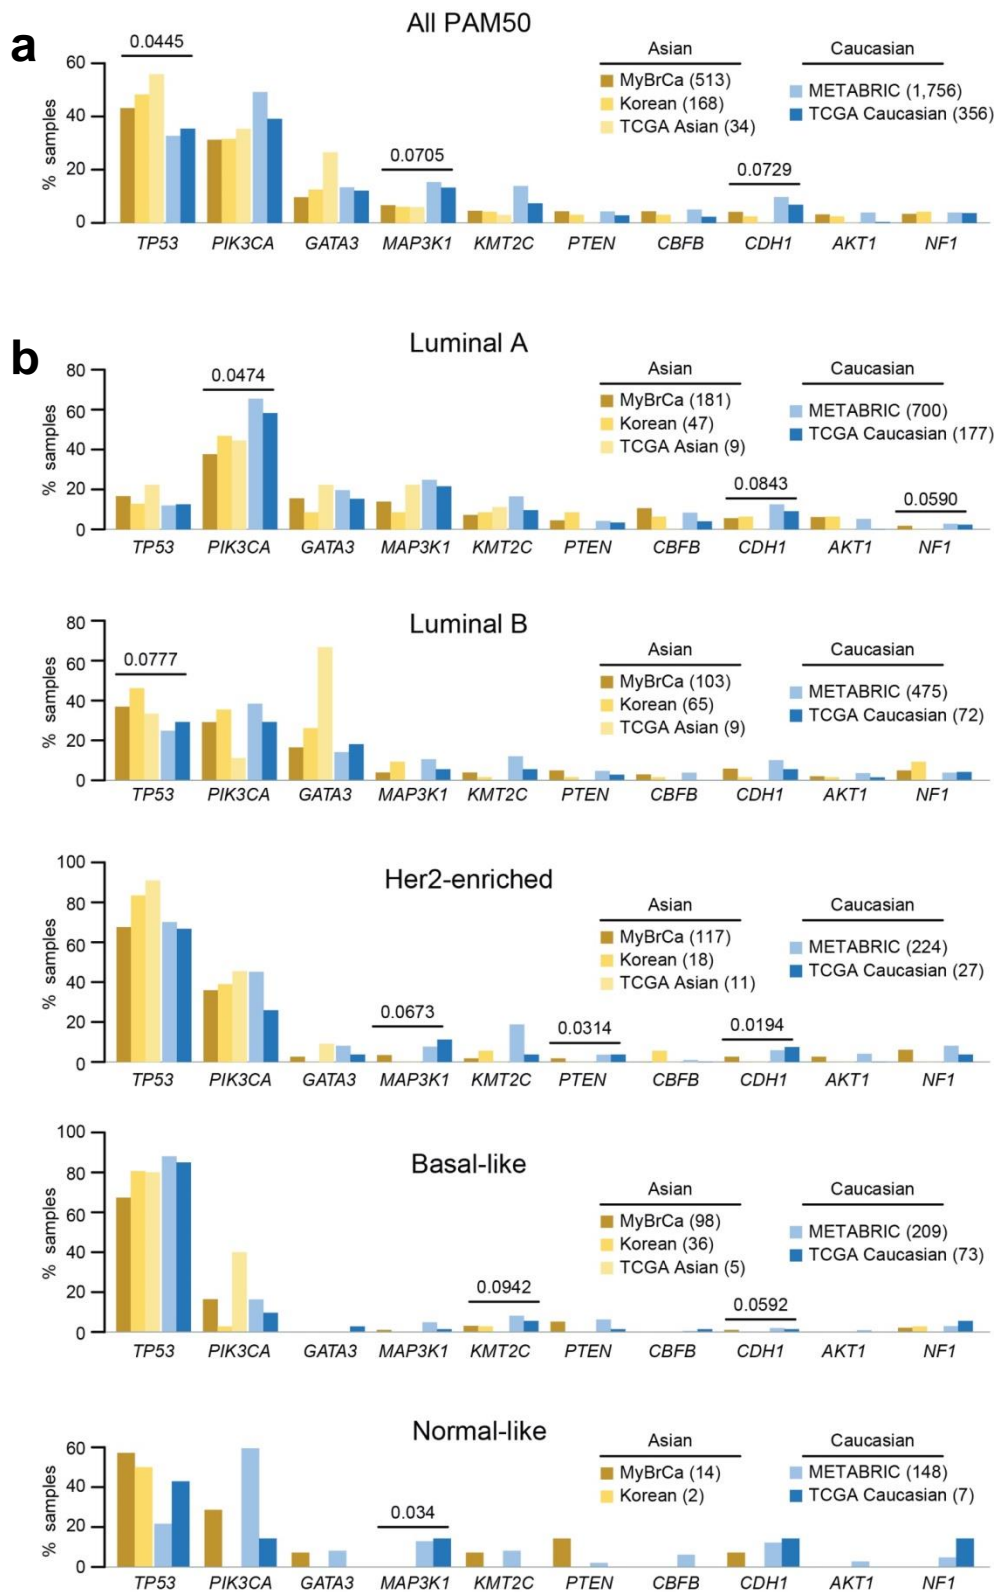 a
All PAM50
% samples
60
40
20
0
0.0445
0.0705
0.0729
Asian
MyBrCa (513)
Korean (168)
TCGA Asian (34)
Caucasian
METABRIC (1,756)
TCGA Caucasian (356)
TP53 PIK3CA GATA3 MAP3K1 KMT2C PTEN CBFB CDH1 AKT1 NF1
b
Luminal A
% samples
80
60
40
20
0
0.0474
0.0843
0.0590
Asian
MyBrCa (181)
Korean (47)
TCGA Asian (9)
Caucasian
METABRIC (700)
TCGA Caucasian (177)
TP53 PIK3CA GATA3 MAP3K1 KMT2C PTEN CBFB CDH1 AKT1 NF1
Luminal B
% samples
80
60
40
20
0
0.0777
Asian
MyBrCa (103)
Korean (65)
TCGA Asian (9)
Caucasian
METABRIC (475)
TCGA Caucasian (72)
TP53 PIK3CA GATA3 MAP3K1 KMT2C PTEN CBFB CDH1 AKT1 NF1
Her2-enriched
% samples
100
80
60
40
20
0
0.0673
0.0314
0.0194
Asian
MyBrCa (117)
Korean (18)
TCGA Asian (11)
Caucasian
METABRIC (224)
TCGA Caucasian (27)
TP53 PIK3CA GATA3 MAP3K1 KMT2C PTEN CBFB CDH1 AKT1 NF1
Basal-like
% samples
100
80
60
40
20
0
0.0942
0.0592
Asian
MyBrCa (98)
Korean (36)
TCGA Asian (5)
Caucasian
METABRIC (209)
TCGA Caucasian (73)
TP53 PIK3CA GATA3 MAP3K1 KMT2C PTEN CBFB CDH1 AKT1 NF1
Normal-like
% samples
60
40
20
0
0.034
Asian
MyBrCa (14)
Korean (2)
Caucasian
METABRIC (148)
TCGA Caucasian (7)
TP53 PIK3CA GATA3 MAP3K1 KMT2C PTEN CBFB CDH1 AKT1 NF1